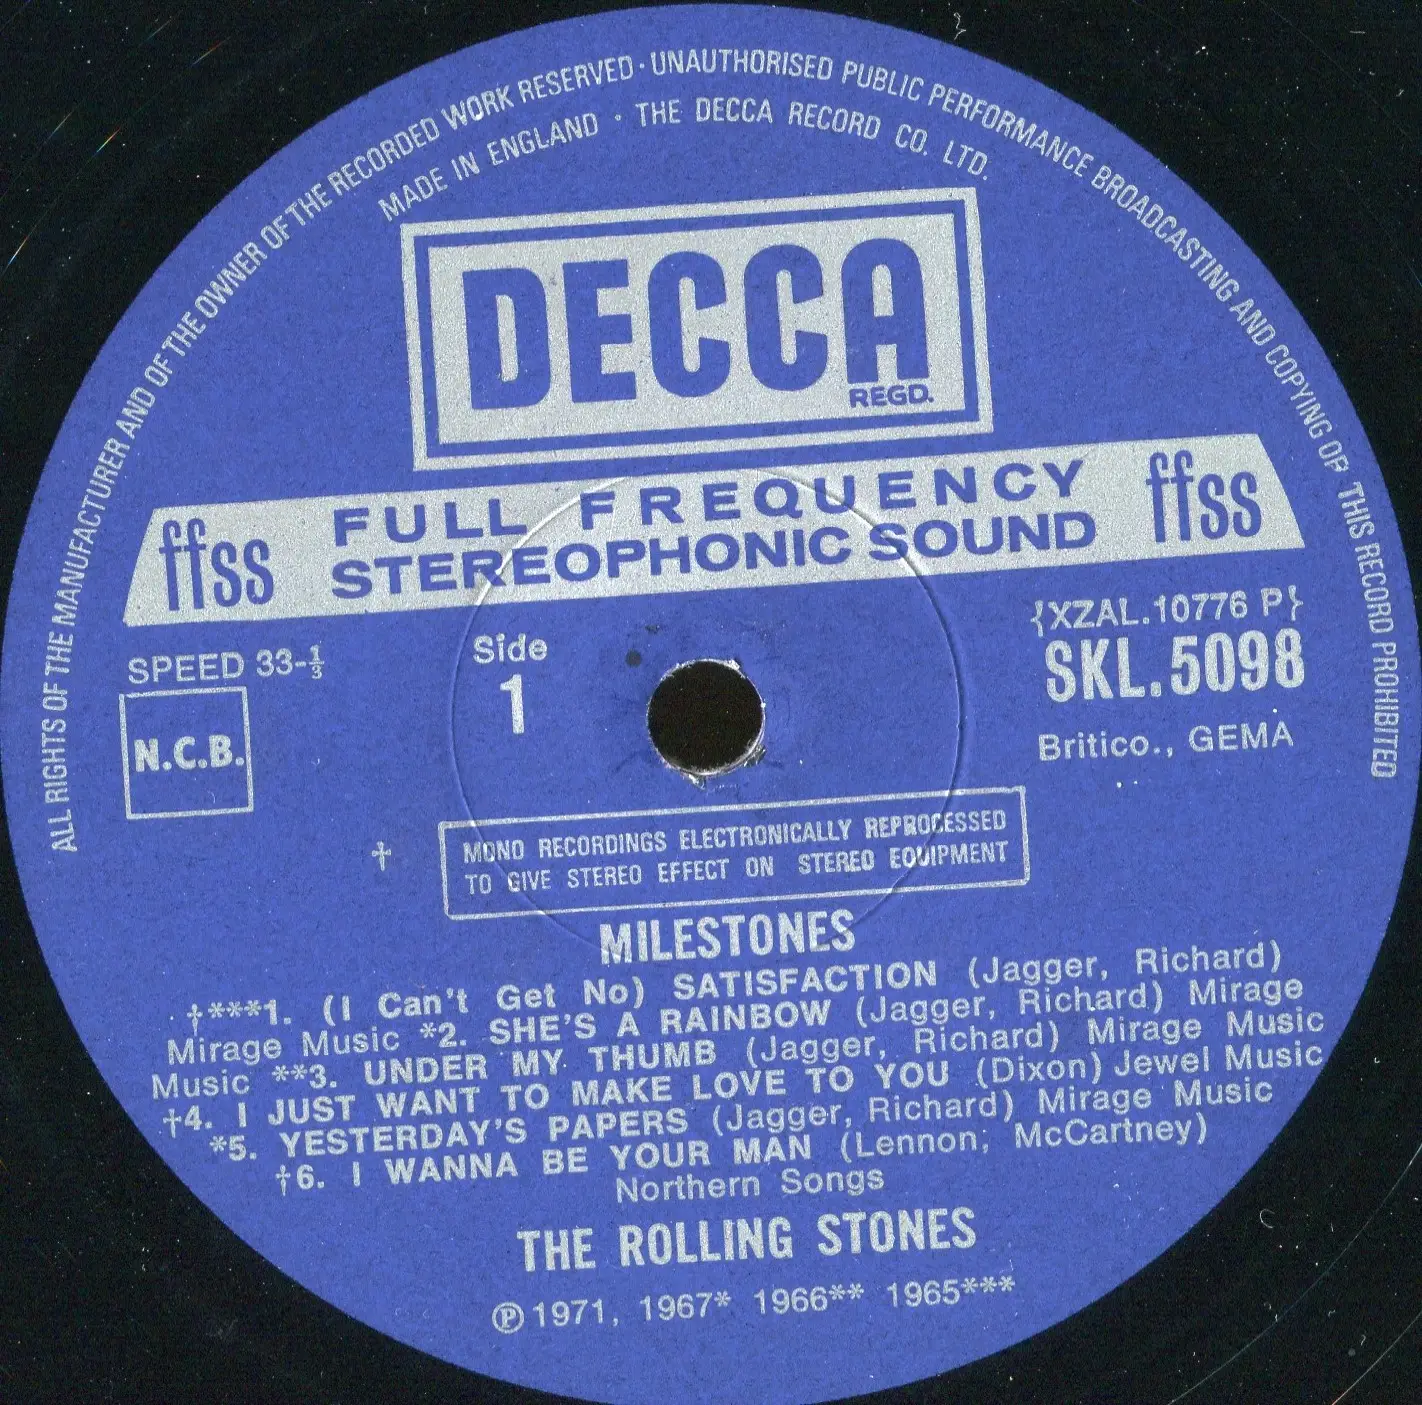 ALL RIGHTS OF THE MANUFACTURER AND OF THE OWNER OF THE RECORDED WORK RESERVED · UNAUTHORISED PUBLIC PERFORMANCE BROADCASTING AND COPYING OF THIS RECORD PROHIBITED
MADE IN ENGLAND · THE DECCA RECORD CO. LTD.
DECCA
REGD.
ffss FULL FREQUENCY ffss
STEREOPHONIC SOUND
SPEED 33-⅓
N.C.B.
Side
1
{XZAL.10776 P}
SKL.5098
Britico., GEMA
† MONO RECORDINGS ELECTRONICALLY REPROCESSED
TO GIVE STEREO EFFECT ON STEREO EQUIPMENT
MILESTONES
†***1. (I Can't Get No) SATISFACTION (Jagger, Richard)
Mirage Music *2. SHE'S A RAINBOW (Jagger, Richard) Mirage
Music **3. UNDER MY THUMB (Jagger, Richard) Mirage Music
†4. I JUST WANT TO MAKE LOVE TO YOU (Dixon) Jewel Music
*5. YESTERDAY'S PAPERS (Jagger, Richard) Mirage Music
†6. I WANNA BE YOUR MAN (Lennon; McCartney)
Northern Songs
THE ROLLING STONES
℗ 1971, 1967* 1966** 1965***